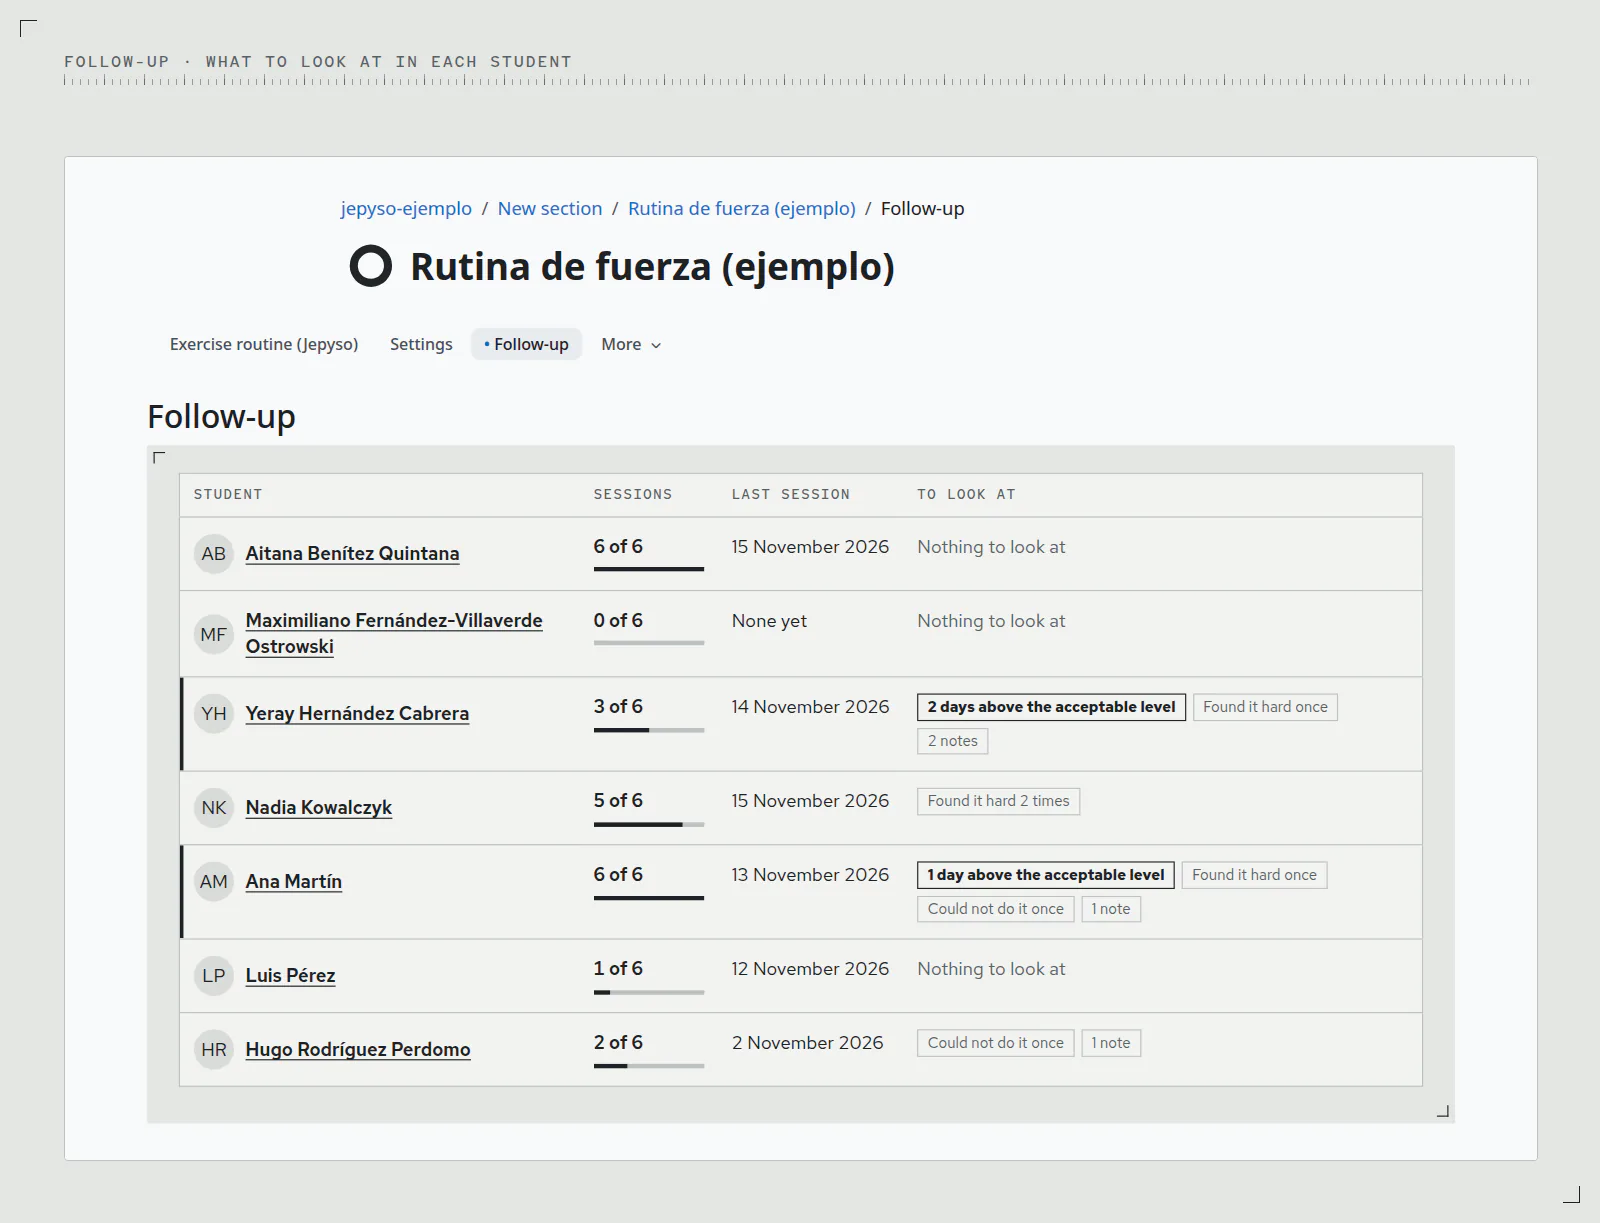 FOLLOW-UP · WHAT TO LOOK AT IN EACH STUDENT
jepyso-ejemplo / New section / Rutina de fuerza (ejemplo) / Follow-up
Rutina de fuerza (ejemplo)
Exercise routine (Jepyso) Settings • Follow-up More
Follow-up
STUDENT SESSIONS LAST SESSION TO LOOK AT
AB Aitana Benítez Quintana 6 of 6 15 November 2026 Nothing to look at
MF Maximiliano Fernández-Villaverde 0 of 6 None yet Nothing to look at
Ostrowski
YH Yeray Hernández Cabrera 3 of 6 14 November 2026 2 days above the acceptable level Found it hard once
2 notes
NK Nadia Kowalczyk 5 of 6 15 November 2026 Found it hard 2 times
AM Ana Martín 6 of 6 13 November 2026 1 day above the acceptable level Found it hard once
Could not do it once 1 note
LP Luis Pérez 1 of 6 12 November 2026 Nothing to look at
HR Hugo Rodríguez Perdomo 2 of 6 2 November 2026 Could not do it once 1 note